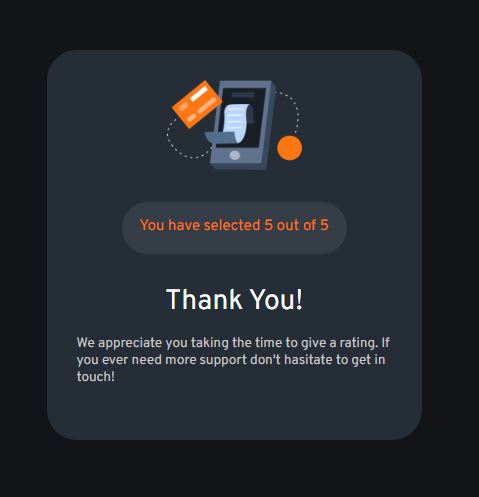 You have selected 5 out of 5
Thank You!
We appreciate you taking the time to give a rating. If
you ever need more support don't hasitate to get in
touch!